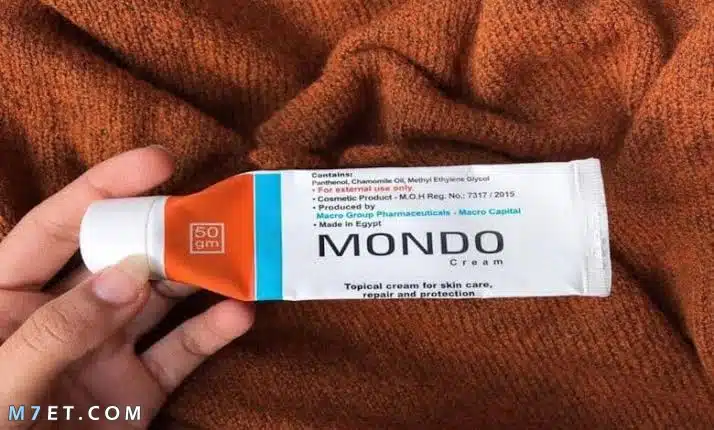 Contains:
Panthenol, Chamomile Oil, Methyl Ethylene Glycol
• For external use only.
• Cosmetic Product - M.O.H Reg. No.: 7317 / 2015
• Produced by
Macro Group Pharmaceuticals - Macro Capital
• Made in Egypt
MONDO
Cream
Topical cream for skin care,
repair and protection
50
gm
M7ET.COM